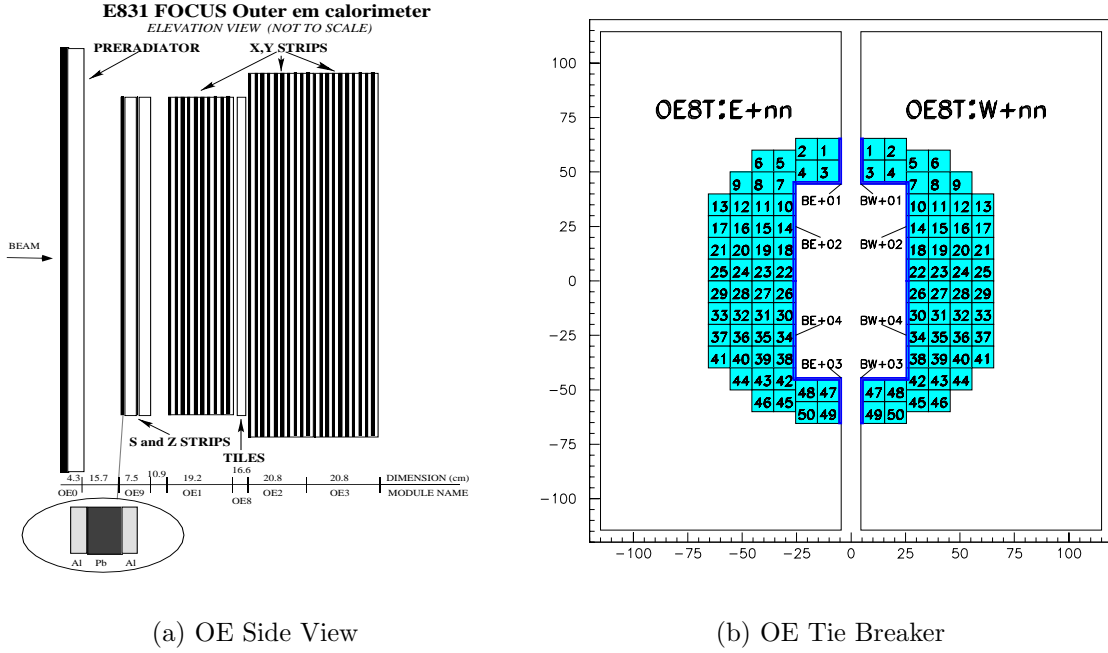 E831 FOCUS Outer em calorimeter
ELEVATION VIEW (NOT TO SCALE)
PRERADIATOR
X,Y STRIPS
BEAM
S and Z STRIPS
TILES
4.3 15.7 7.5 10.9 19.2 16.6 20.8 20.8 DIMENSION (cm)
OE0 OE9 OE1 OE8 OE2 OE3 MODULE NAME
Al Pb Al
(a) OE Side View
100
75
50
25
0
−25
−50
−75
−100
−100 −75 −50 −25 0 25 50 75 100
OE8T:E+nn
OE8T:W+nn
2 1
6 5
4 3
9 8 7
13 12 11 10
17 16 15 14
21 20 19 18
25 24 23 22
29 28 27 26
33 32 31 30
37 36 35 34
41 40 39 38
44 43 42
48 47
46 45
50 49
BE+01
BE+02
BE+04
BE+03
BW+01
BW+02
BW+04
BW+03
1 2
5 6
3 4
7 8 9
10 11 12 13
14 15 16 17
18 19 20 21
22 23 24 25
26 27 28 29
30 31 32 33
34 35 36 37
38 39 40 41
42 43 44
47 48
45 46
49 50
(b) OE Tie Breaker